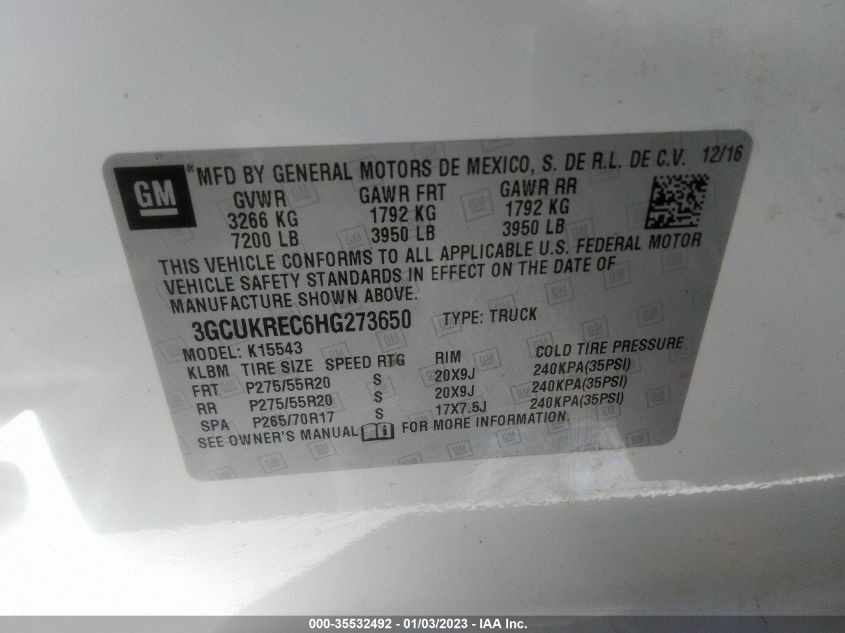 GM ® MFD BY GENERAL MOTORS DE MEXICO, S. DE R.L. DE C.V. 12/16
GVWR GAWR FRT GAWR RR
3266 KG 1792 KG 1792 KG
7200 LB 3950 LB 3950 LB
THIS VEHICLE CONFORMS TO ALL APPLICABLE U.S. FEDERAL MOTOR
VEHICLE SAFETY STANDARDS IN EFFECT ON THE DATE OF
MANUFACTURE SHOWN ABOVE.
3GCUKREC6HG273650 TYPE: TRUCK
MODEL: K15543
KLBM TIRE SIZE SPEED RTG RIM COLD TIRE PRESSURE
FRT P275/55R20 S 20X9J 240KPA(35PSI)
RR P275/55R20 S 20X9J 240KPA(35PSI)
SPA P265/70R17 S 17X7.5J 240KPA(35PSI)
SEE OWNER'S MANUAL FOR MORE INFORMATION.
000-35532492 - 01/03/2023 - IAA Inc.